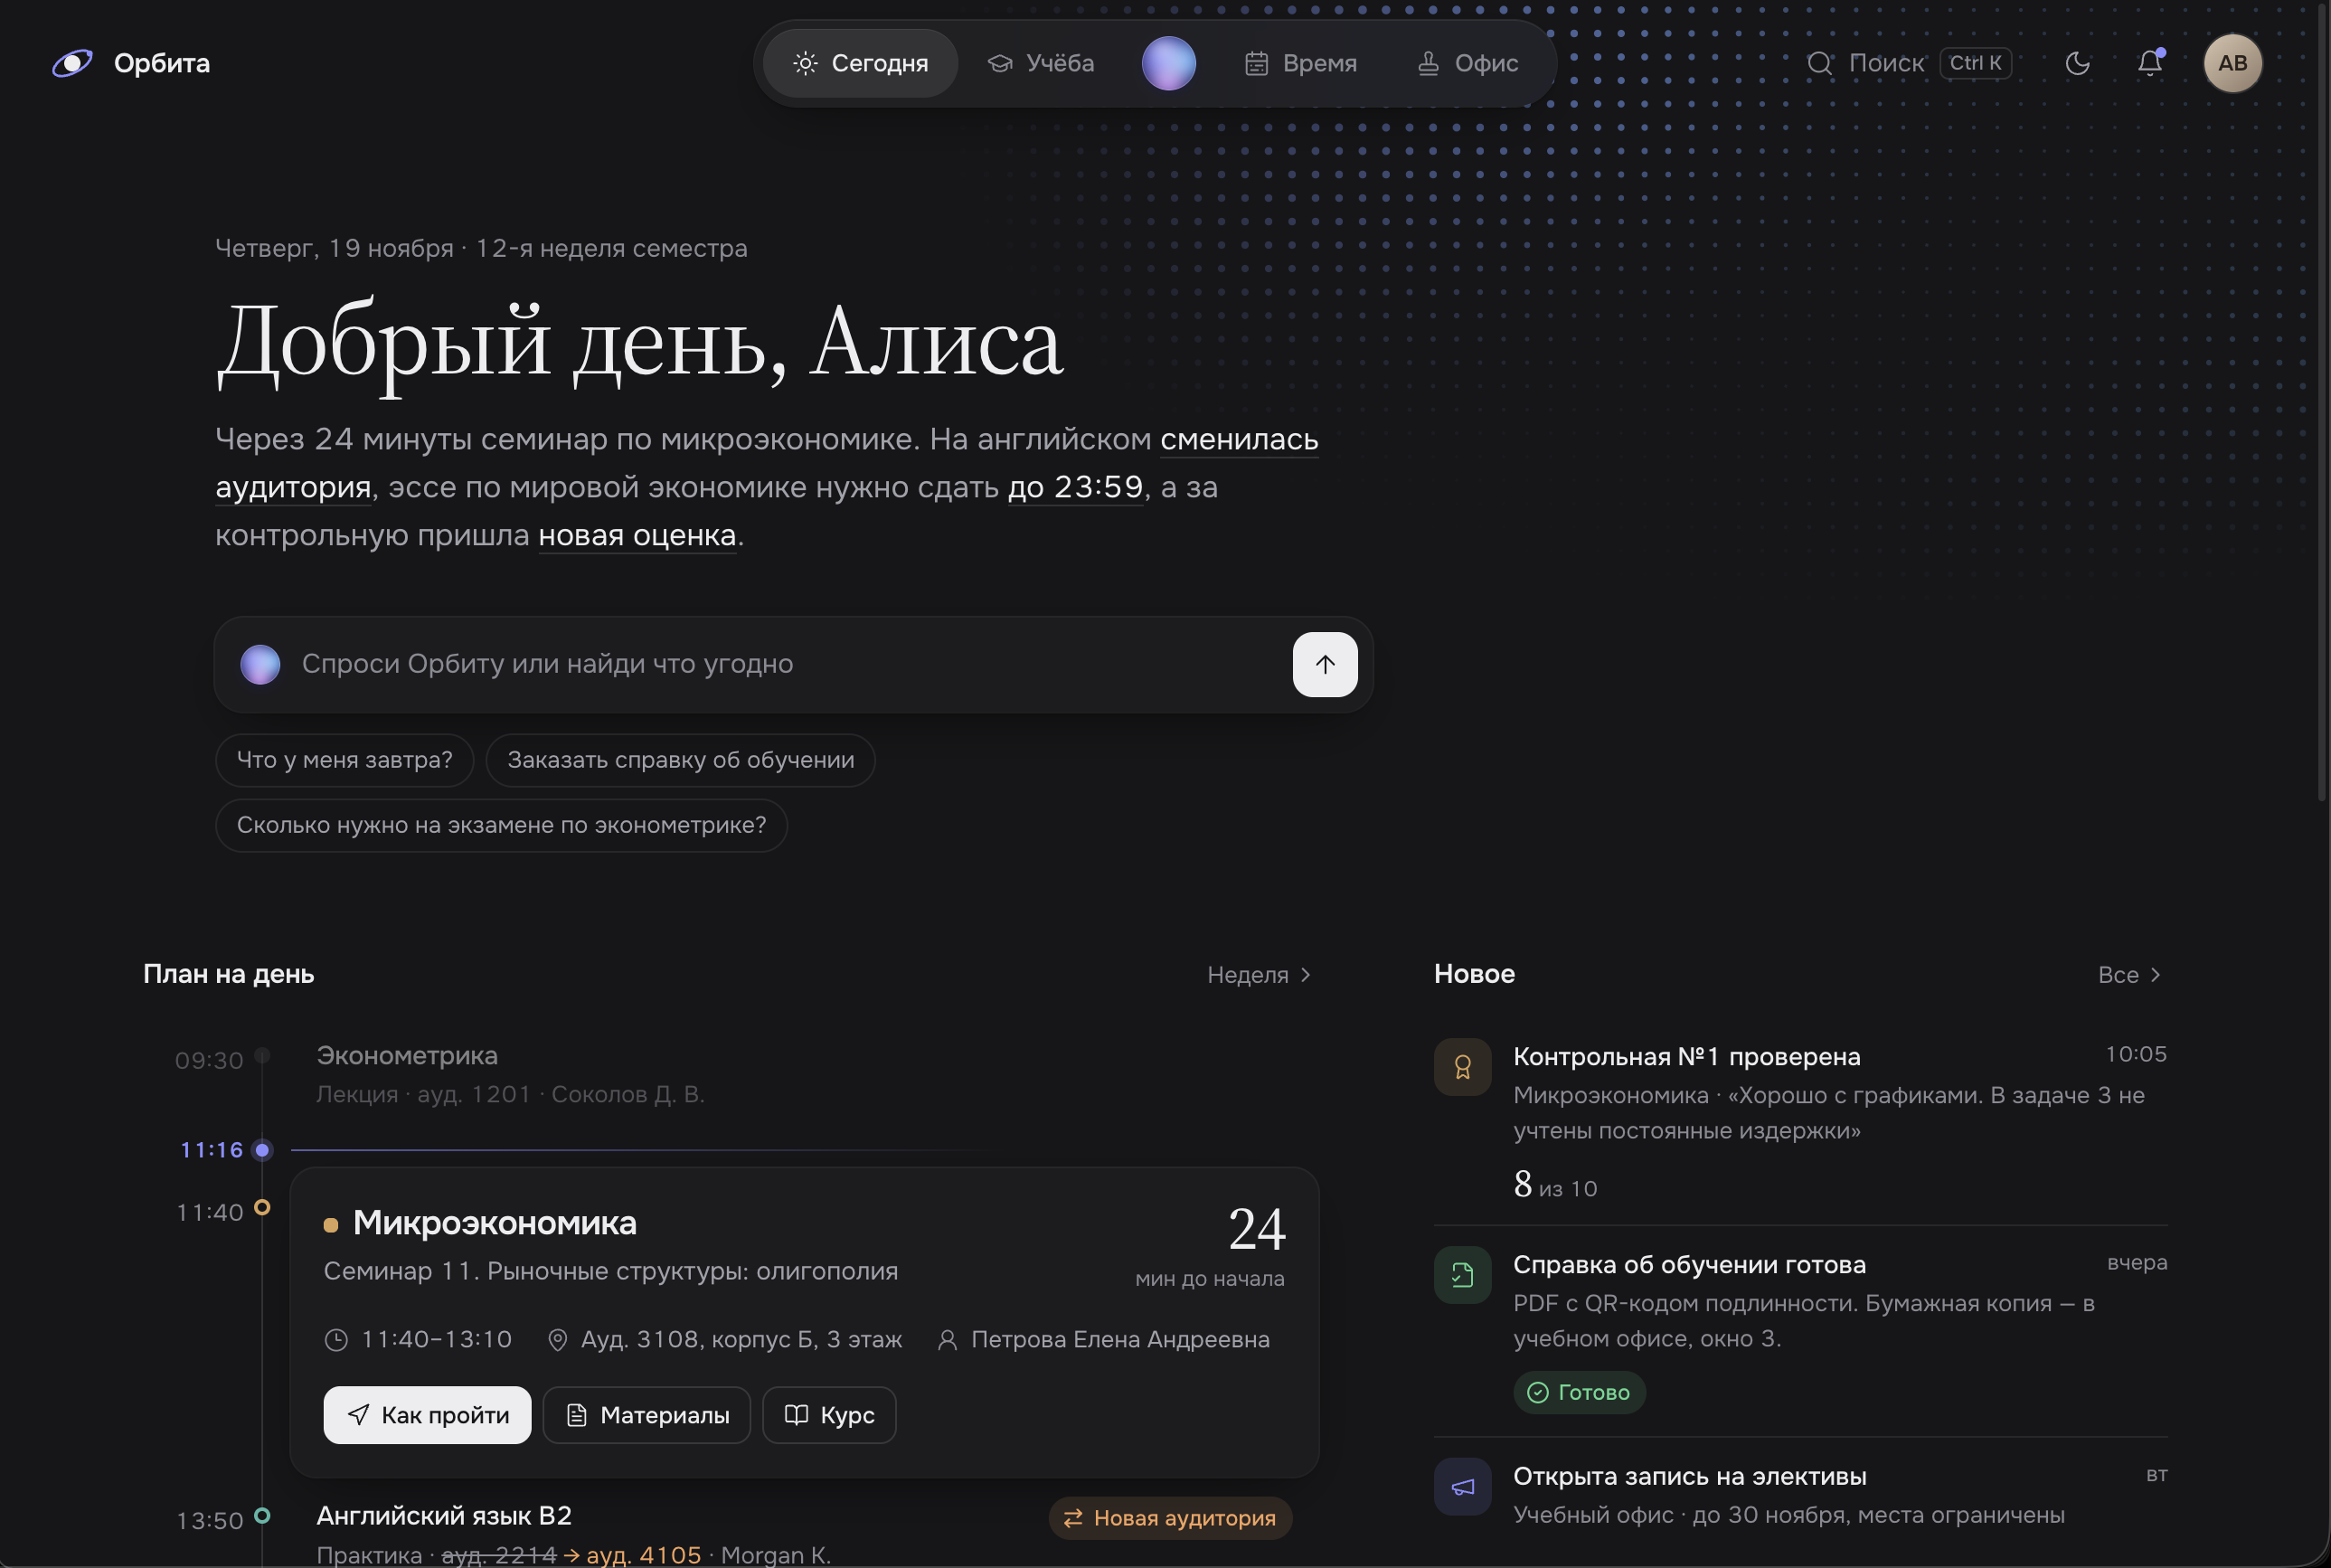 Орбита
Сегодня
Учёба
Время
Офис
Поиск
Ctrl K
АВ
Четверг, 19 ноября · 12-я неделя семестра
Добрый день, Алиса
Через 24 минуты семинар по микроэкономике. На английском сменилась
аудитория, эссе по мировой экономике нужно сдать до 23:59, а за
контрольную пришла новая оценка.
Спроси Орбиту или найди что угодно
Что у меня завтра?
Заказать справку об обучении
Сколько нужно на экзамене по эконометрике?
План на день
Неделя
09:30
Эконометрика
Лекция · ауд. 1201 · Соколов Д. В.
11:16
11:40
Микроэкономика
24
Семинар 11. Рыночные структуры: олигополия
мин до начала
11:40–13:10
Ауд. 3108, корпус Б, 3 этаж
Петрова Елена Андреевна
Как пройти
Материалы
Курс
13:50
Английский язык B2
Новая аудитория
Практика · ауд. 2214 → ауд. 4105 · Morgan K.
Новое
Все
Контрольная №1 проверена
10:05
Микроэкономика · «Хорошо с графиками. В задаче 3 не
учтены постоянные издержки»
8 из 10
Справка об обучении готова
вчера
PDF с QR-кодом подлинности. Бумажная копия — в
учебном офисе, окно 3.
Готово
Открыта запись на элективы
вт
Учебный офис · до 30 ноября, места ограничены